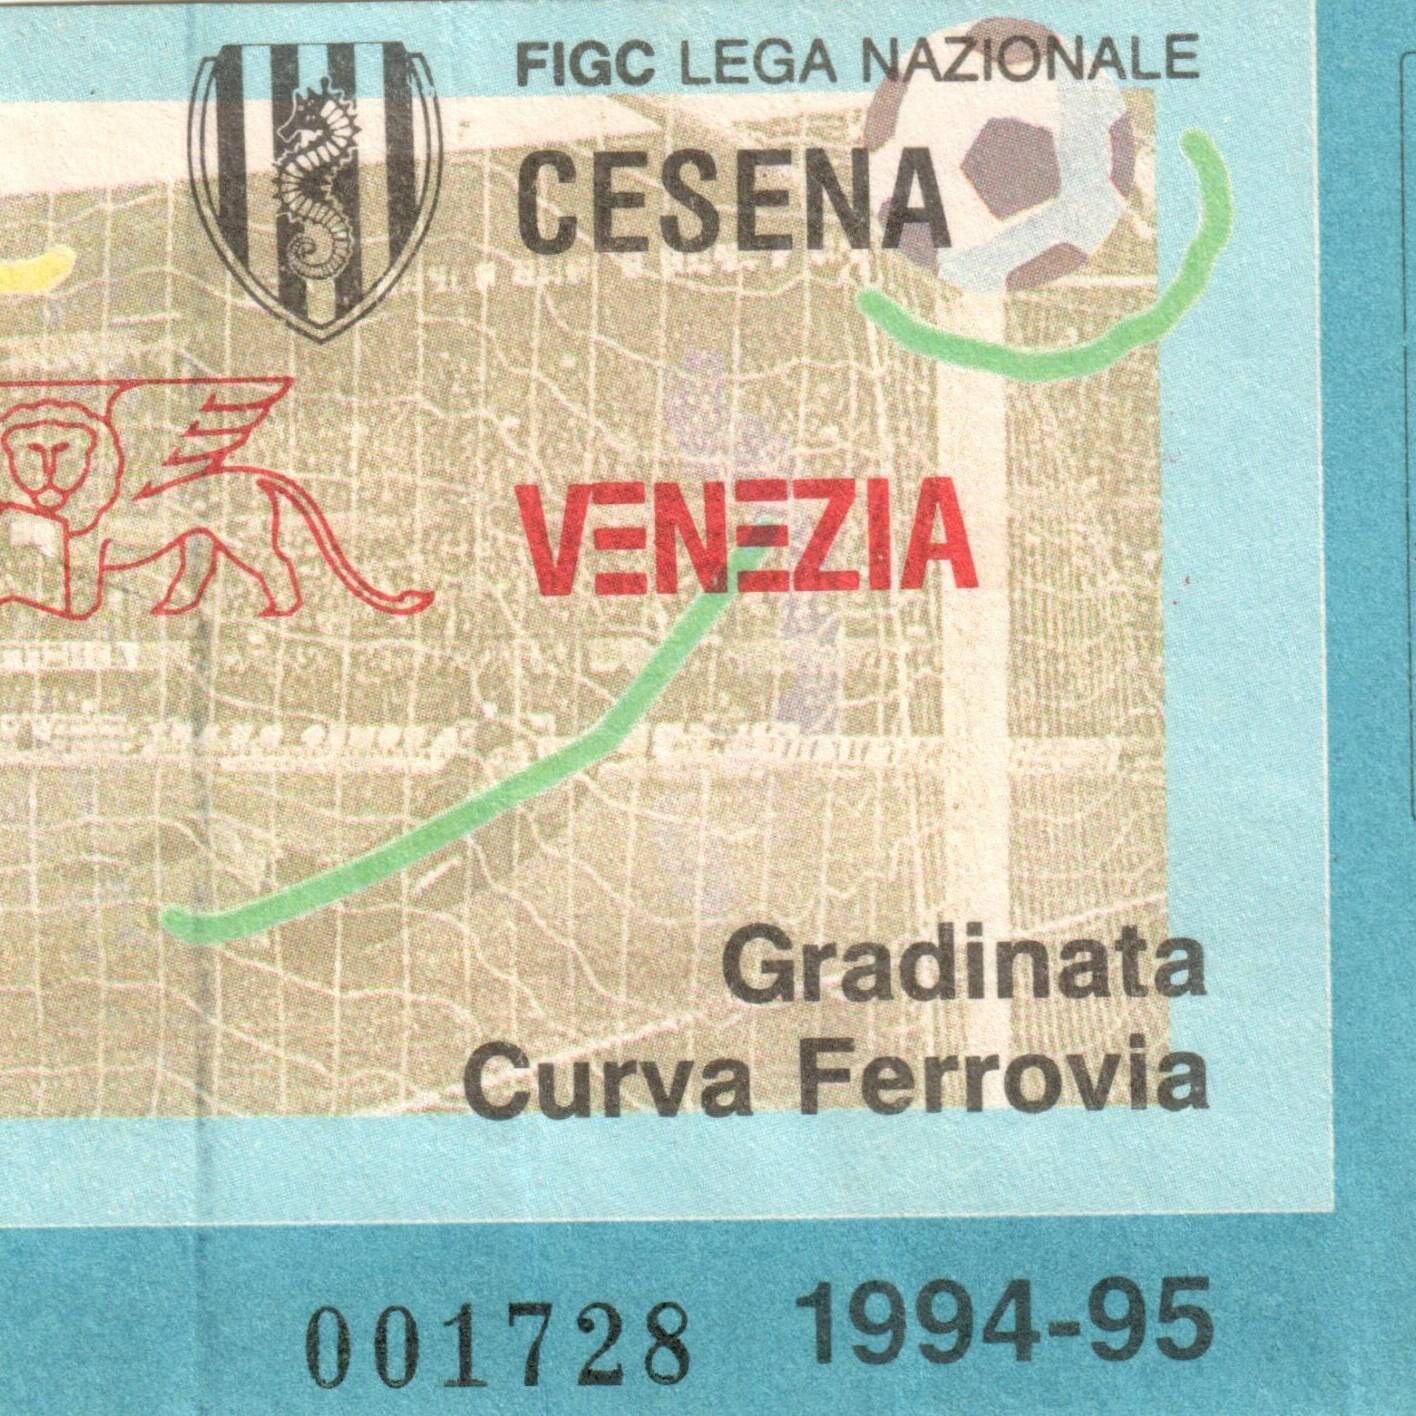 FIGC LEGA NAZIONALE
CESENA
VENEZIA
Gradinata
Curva Ferrovia
001728 1994-95